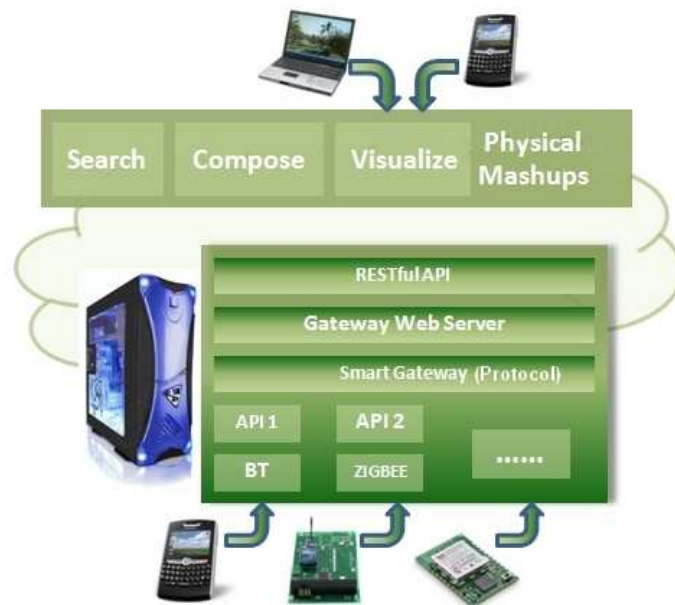 Search
Compose
Visualize
Physical
Mashups
RESTful API
Gateway Web Server
Smart Gateway (Protocol)
API 1
API 2
BT
ZIGBEE
......